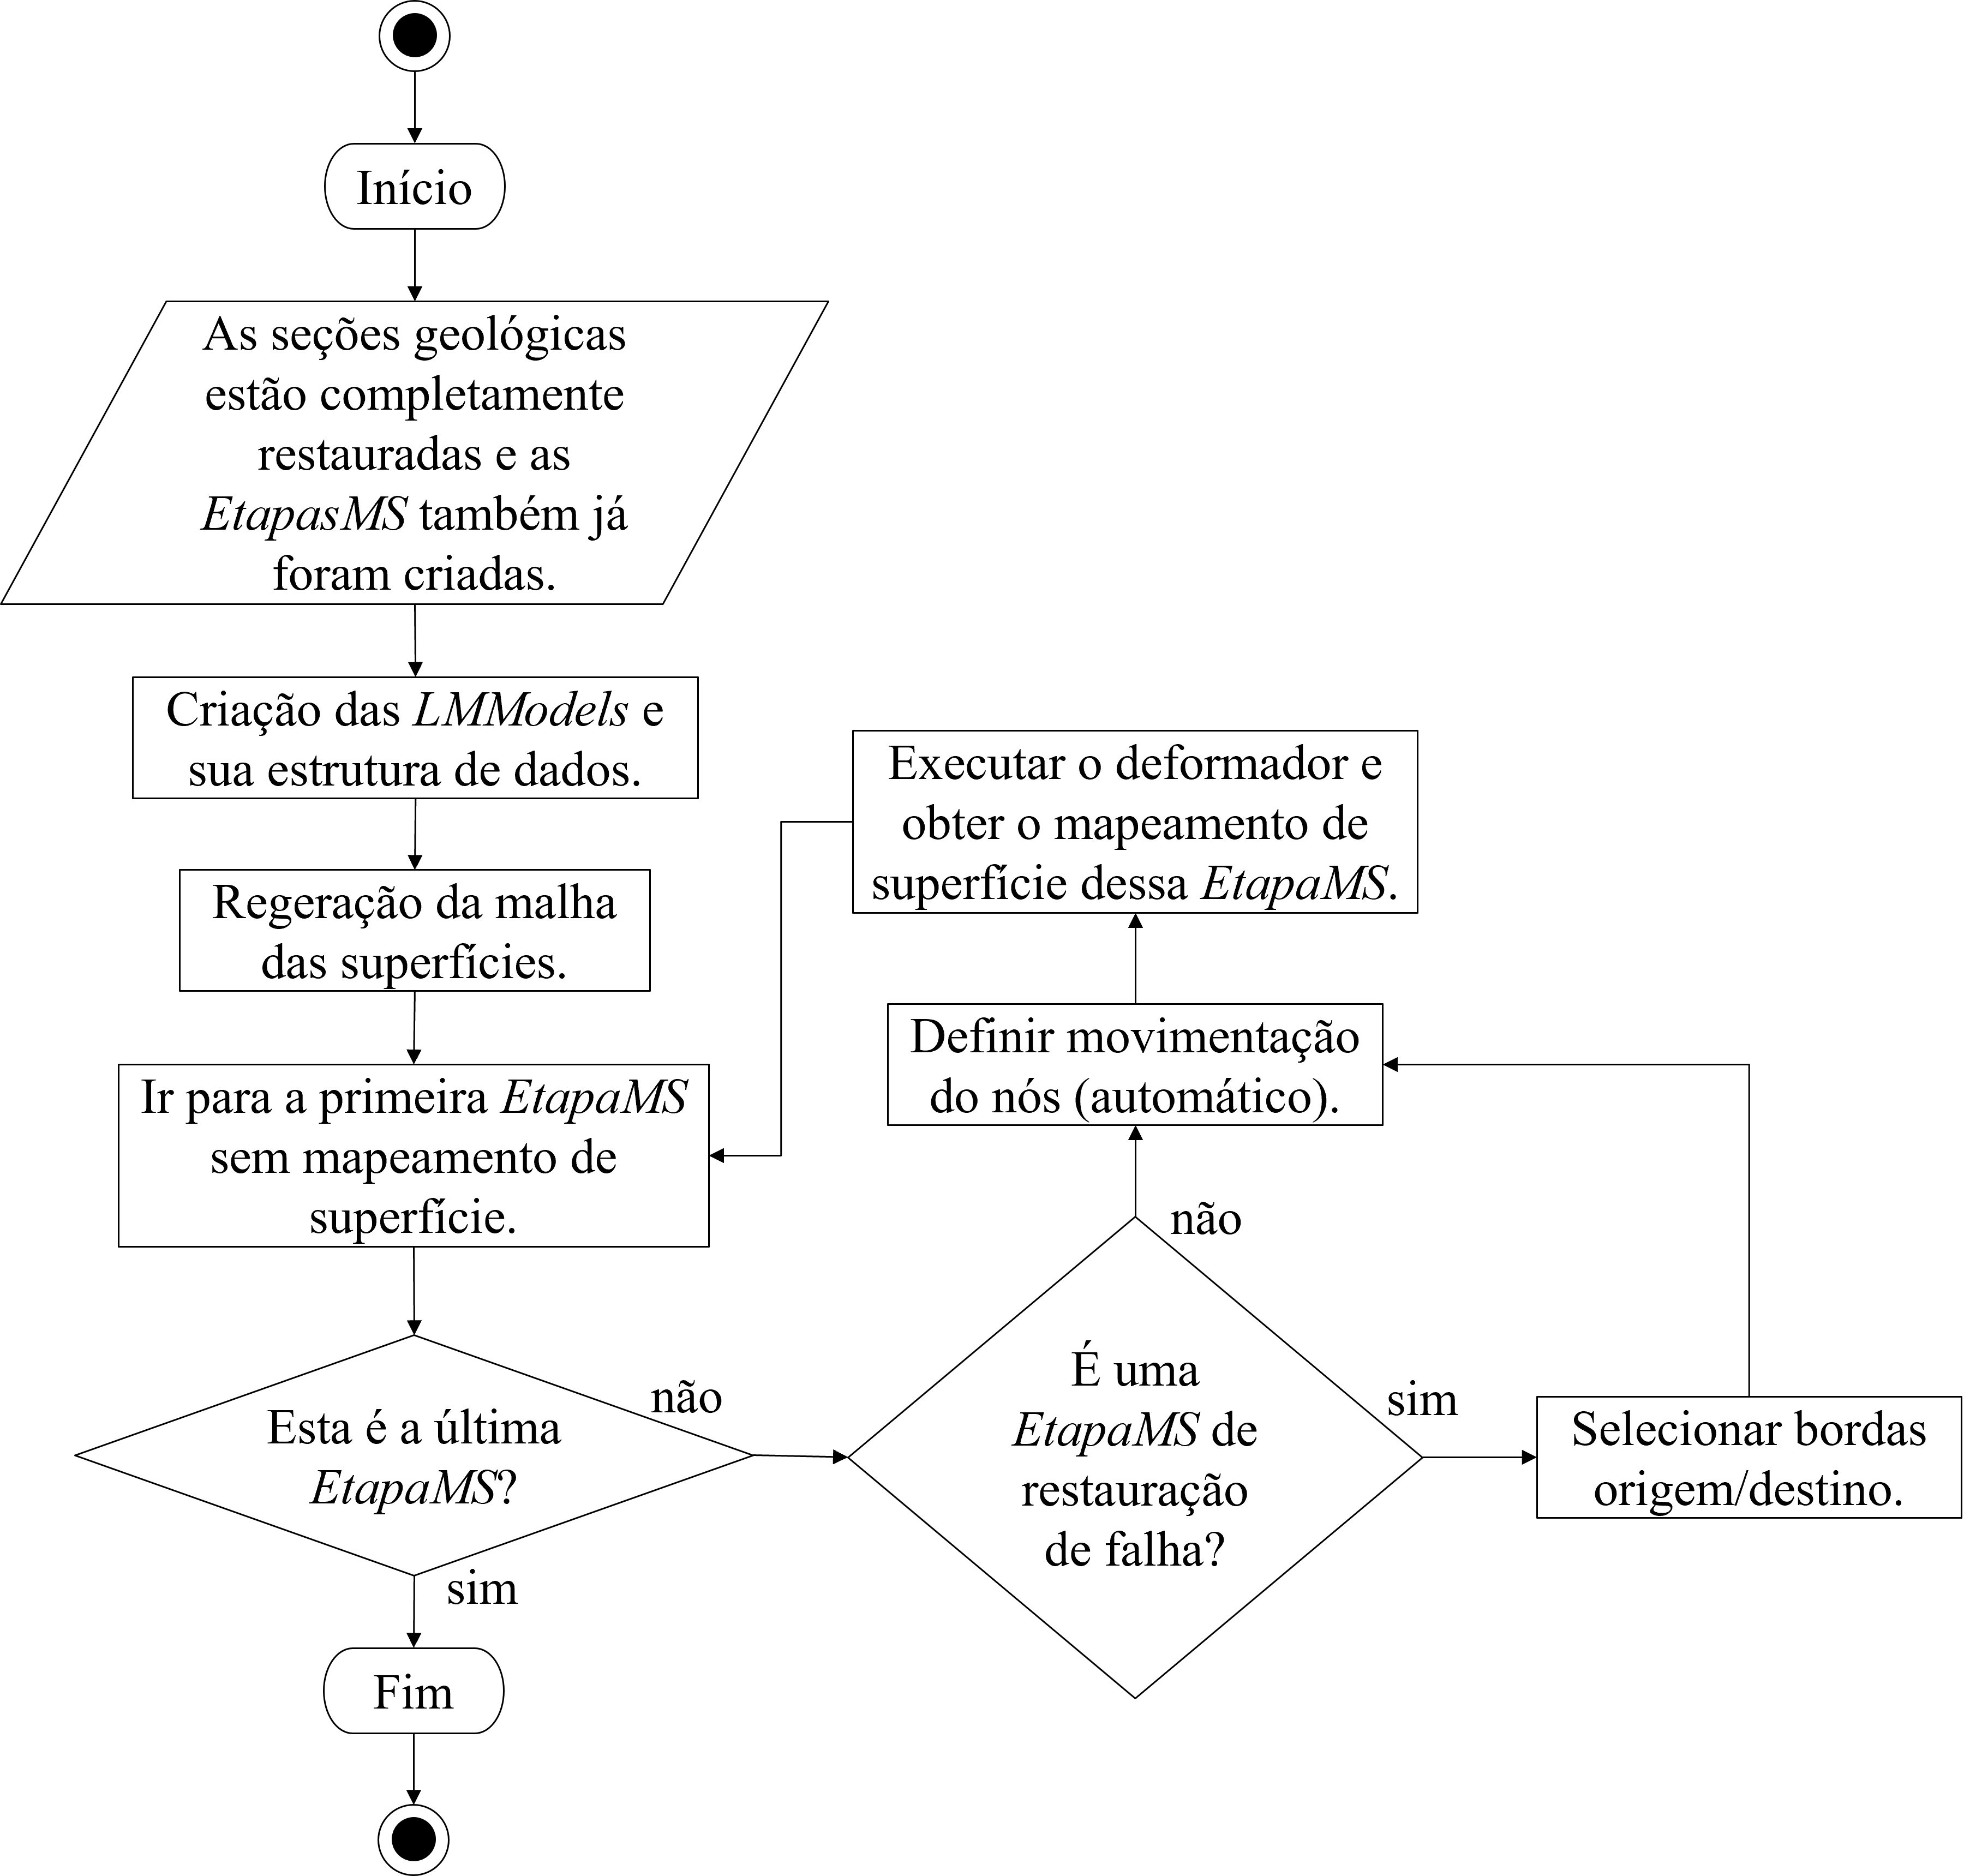 Início
As seções geológicas
estão completamente
restauradas e as
EtapasMS também já
foram criadas.
Criação das LMModels e
sua estrutura de dados.
Regeração da malha
das superfícies.
Ir para a primeira EtapaMS
sem mapeamento de
superfície.
Esta é a última
EtapaMS?
não
sim
Fim
É uma
EtapaMS de
restauração
de falha?
não
sim
Selecionar bordas
origem/destino.
Definir movimentação
do nós (automático).
Executar o deformador e
obter o mapeamento de
superfície dessa EtapaMS.